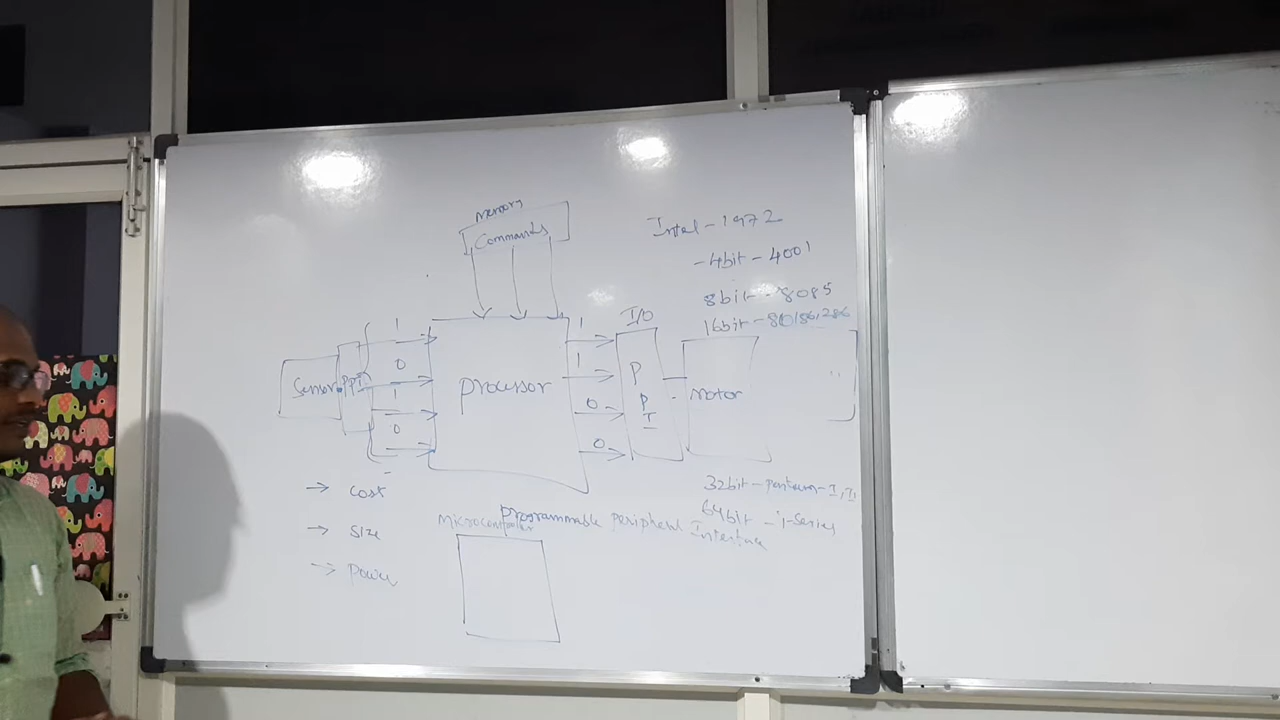 memory
Commands
Intel - 1972
- 4bit - 4001
8bit - 8085
16bit - 80186,286
I/O
1
0
1
0
Sensor
PPI
processor
1
1
0
0
P
P
I
motor
→ cost
→ size
→ power
32bit - pentium - I, II
64bit - i-series
microcontroller
programmable peripheral
Interface